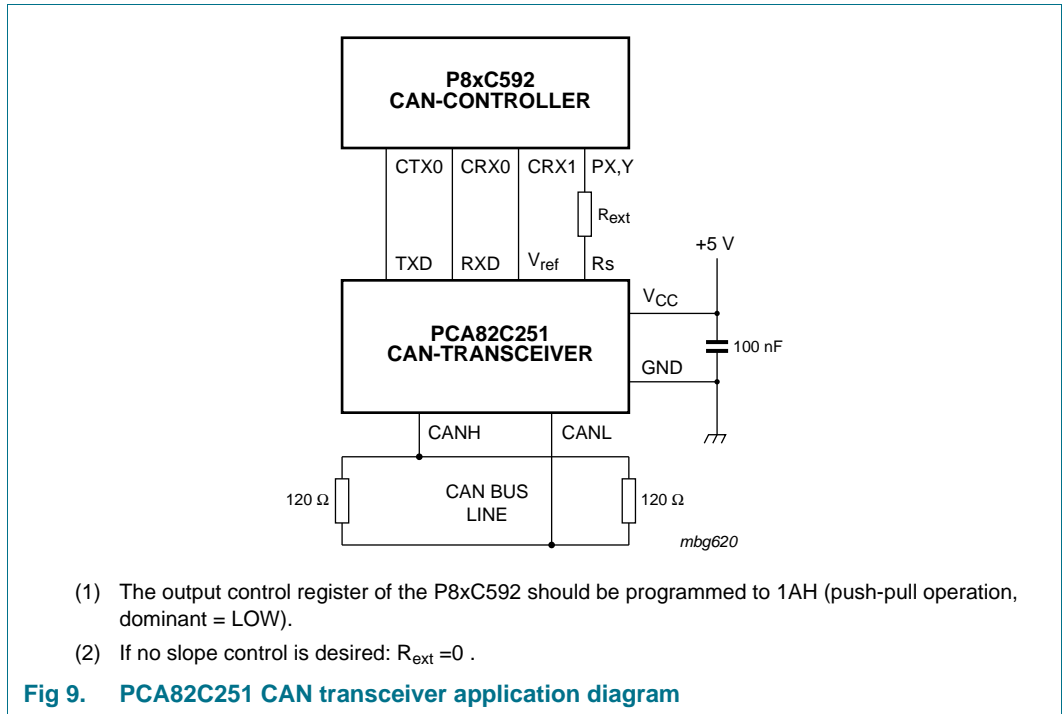 P8xC592
CAN-CONTROLLER
CTX0 CRX0 CRX1 PX,Y
Rext
+5 V
TXD RXD Vref Rs
VCC
PCA82C251
CAN-TRANSCEIVER
100 nF
GND
CANH CANL
120 Ω CAN BUS 120 Ω
LINE
mbg620
(1) The output control register of the P8xC592 should be programmed to 1AH (push-pull operation,
dominant = LOW).
(2) If no slope control is desired: Rext =0 .
Fig 9. PCA82C251 CAN transceiver application diagram